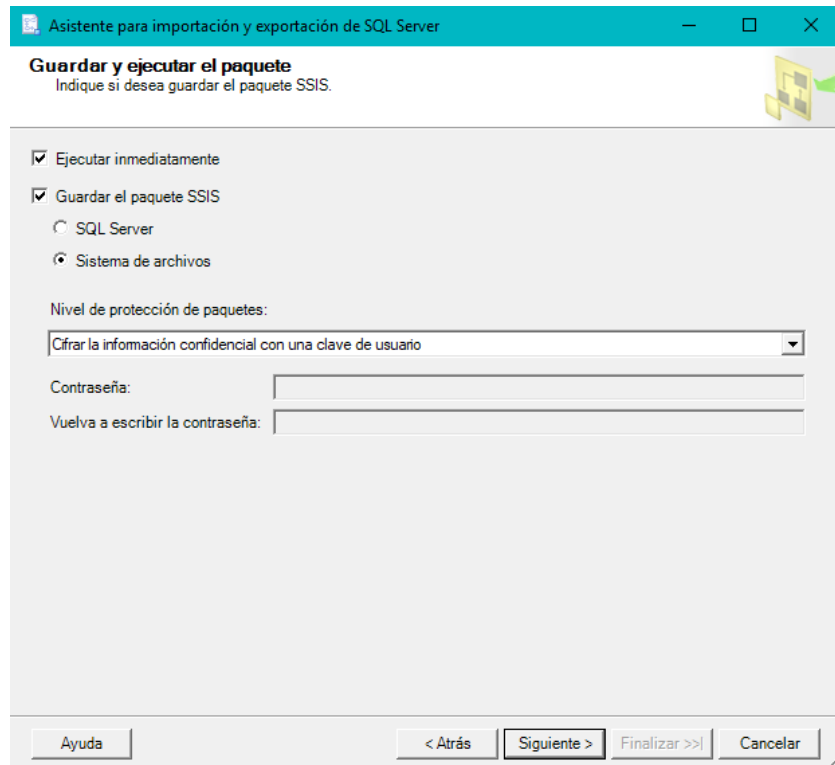 Asistente para importación y exportación de SQL Server
Guardar y ejecutar el paquete
Indique si desea guardar el paquete SSIS.
Ejecutar inmediatamente
Guardar el paquete SSIS
SQL Server
Sistema de archivos
Nivel de protección de paquetes:
Cifrar la información confidencial con una clave de usuario
Contraseña:
Vuelva a escribir la contraseña:
Ayuda
< Atrás
Siguiente >
Finalizar >>|
Cancelar